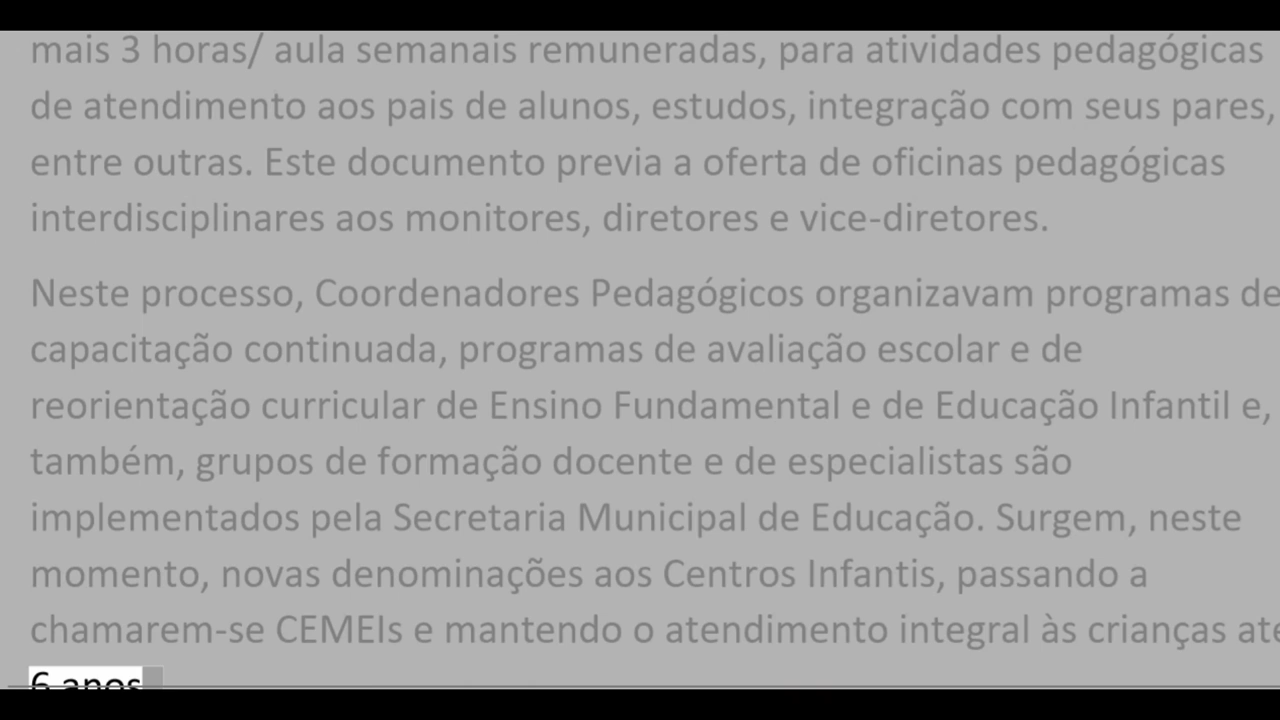 mais 3 horas/ aula semanais remuneradas, para atividades pedagógicas
de atendimento aos pais de alunos, estudos, integração com seus pares,
entre outras. Este documento previa a oferta de oficinas pedagógicas
interdisciplinares aos monitores, diretores e vice-diretores.
Neste processo, Coordenadores Pedagógicos organizavam programas de
capacitação continuada, programas de avaliação escolar e de
reorientação curricular de Ensino Fundamental e de Educação Infantil e,
também, grupos de formação docente e de especialistas são
implementados pela Secretaria Municipal de Educação. Surgem, neste
momento, novas denominações aos Centros Infantis, passando a
chamarem-se CEMEIs e mantendo o atendimento integral às crianças até
6 anos